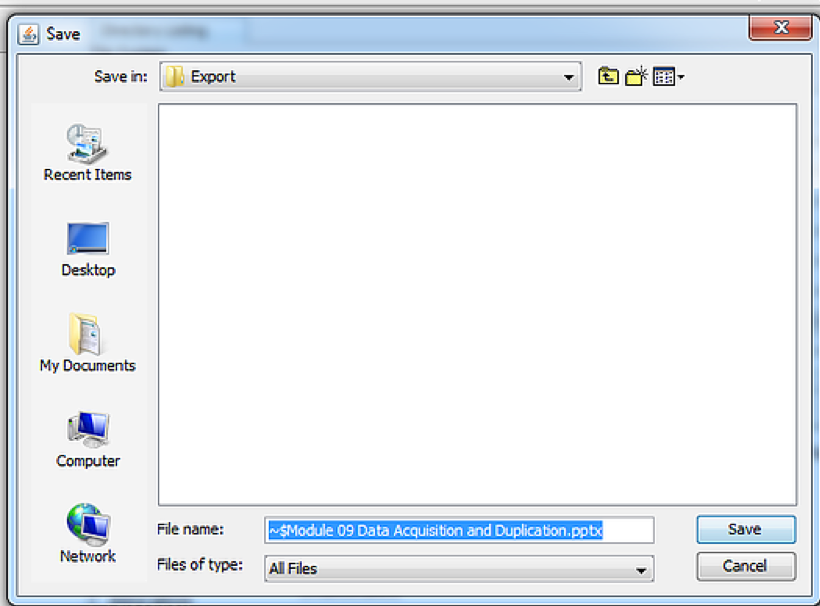 Save
Save in: Export
Recent Items
Desktop
My Documents
Computer
Network
File name: ~$Module 09 Data Acquisition and Duplication.pptx Save
Files of type: All Files Cancel